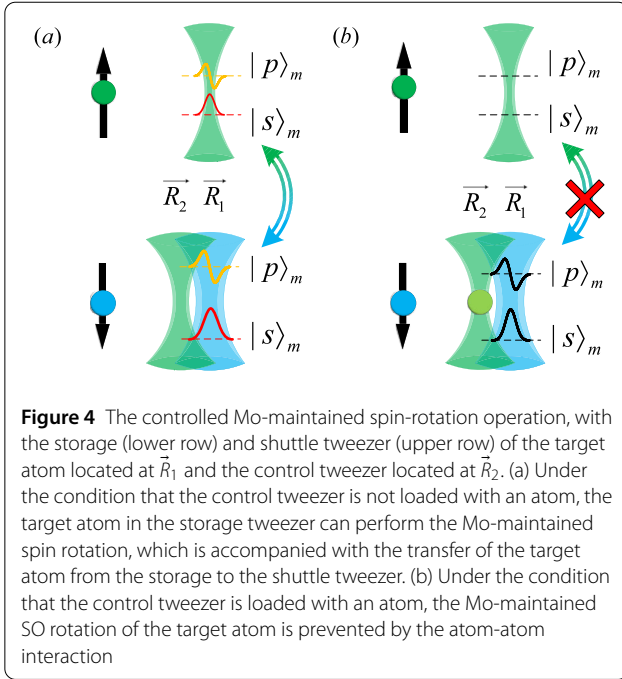 (a)
(b)
| p⟩m
| p⟩m
| s⟩m
| s⟩m
R⃗2 R⃗1
R⃗2 R⃗1
| p⟩m
| p⟩m
| s⟩m
| s⟩m
Figure 4 The controlled Mo-maintained spin-rotation operation, with
the storage (lower row) and shuttle tweezer (upper row) of the target
atom located at R⃗1 and the control tweezer located at R⃗2. (a) Under
the condition that the control tweezer is not loaded with an atom, the
target atom in the storage tweezer can perform the Mo-maintained
spin rotation, which is accompanied with the transfer of the target
atom from the storage to the shuttle tweezer. (b) Under the condition
that the control tweezer is loaded with an atom, the Mo-maintained
SO rotation of the target atom is prevented by the atom-atom
interaction